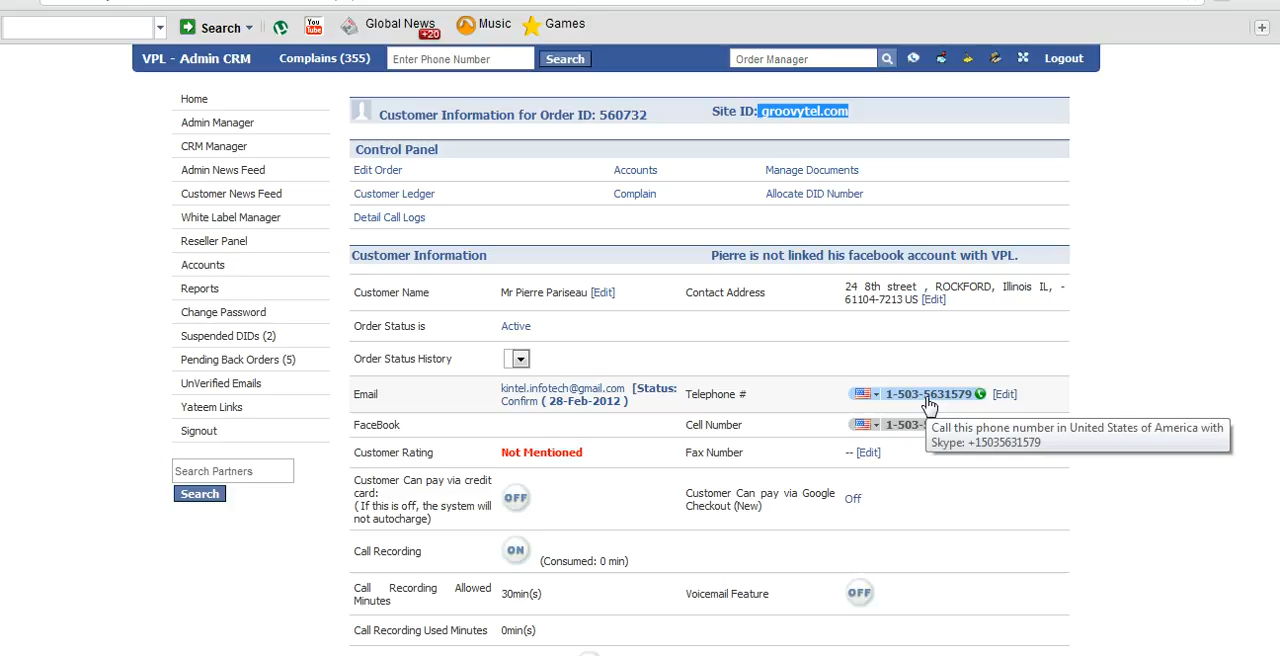 Search
You Tube
Global News
+20
Music
Games
VPL - Admin CRM
Complains (355)
Enter Phone Number
Search
Order Manager
Logout
Home
Admin Manager
CRM Manager
Admin News Feed
Customer News Feed
White Label Manager
Reseller Panel
Accounts
Reports
Change Password
Suspended DIDs (2)
Pending Back Orders (5)
UnVerified Emails
Yateem Links
Signout
Search Partners
Search
Customer Information for Order ID: 560732
Site ID: groovytel.com
Control Panel
Edit Order
Accounts
Manage Documents
Customer Ledger
Complain
Allocate DID Number
Detail Call Logs
Customer Information
Pierre is not linked his facebook account with VPL.
Customer Name
Mr Pierre Pariseau [Edit]
Contact Address
24 8th street , ROCKFORD, Illinois IL, -
61104-7213 US [Edit]
Order Status is
Active
Order Status History
Email
kintel.infotech@gmail.com [Status:
Confirm ( 28-Feb-2012 )
Telephone #
1-503-5631579
[Edit]
FaceBook
Cell Number
1-503-
Call this phone number in United States of America with
Skype: +15035631579
Customer Rating
Not Mentioned
Fax Number
-- [Edit]
Customer Can pay via credit
card:
( If this is off, the system will
not autocharge)
OFF
Customer Can pay via Google
Checkout (New)
Off
Call Recording
ON
(Consumed: 0 min)
Call Recording Allowed
Minutes
30min(s)
Voicemail Feature
OFF
Call Recording Used Minutes
0min(s)